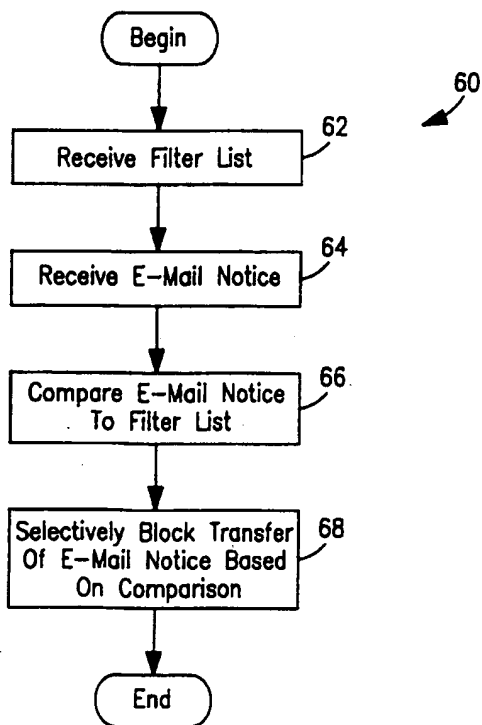 Begin
60
62
Receive Filter List
64
Receive E-Mail Notice
66
Compare E-Mail Notice
To Filter List
68
Selectively Block Transfer
Of E-Mail Notice Based
On Comparison
End